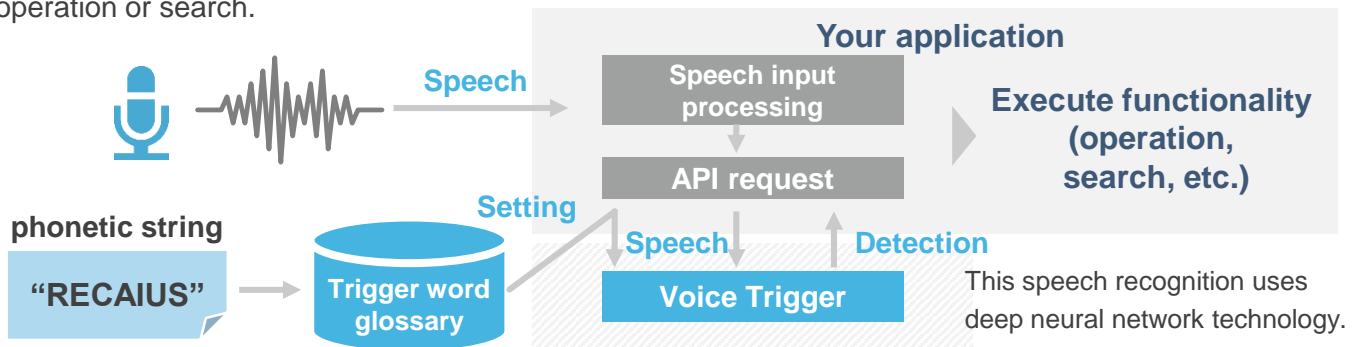 operation or search.
Your application
Speech
Speech input
processing
Execute functionality
(operation,
search, etc.)
API request
Setting
phonetic string
Speech
Detection
“RECAIUS”
Trigger word
glossary
Voice Trigger
This speech recognition uses
deep neural network technology.